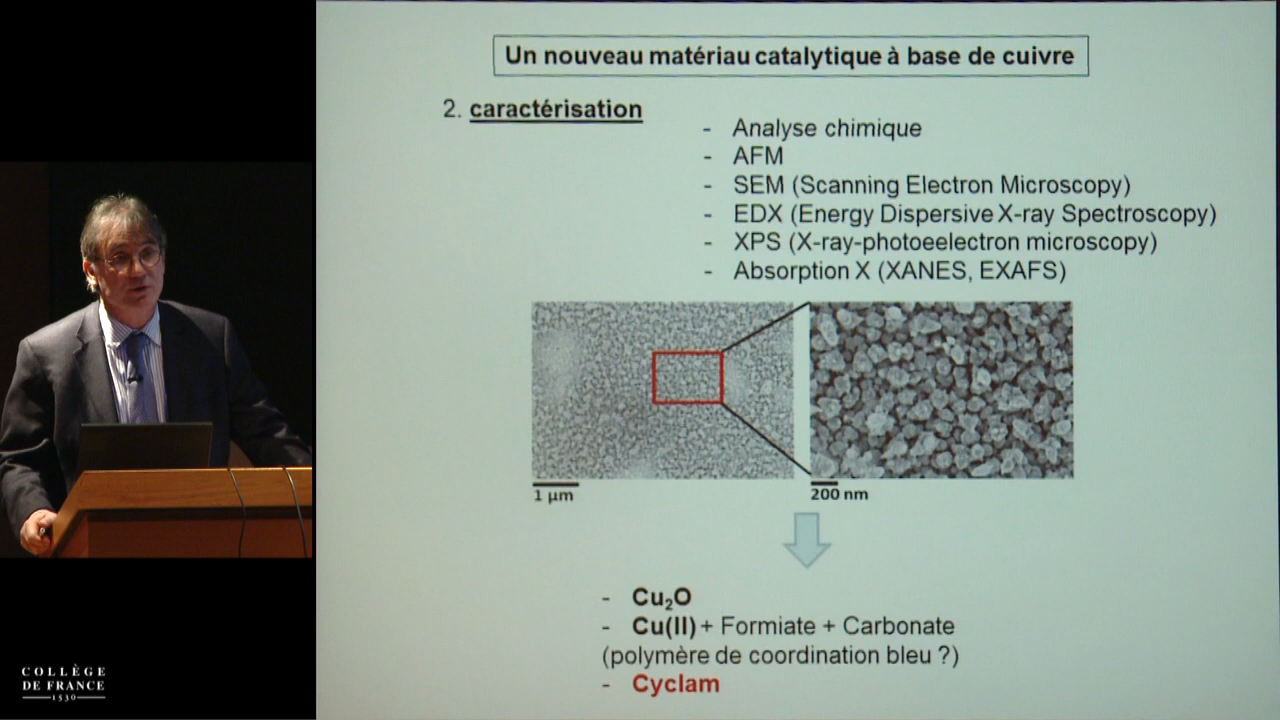 Un nouveau matériau catalytique à base de cuivre
2. caractérisation
- Analyse chimique
- AFM
- SEM (Scanning Electron Microscopy)
- EDX (Energy Dispersive X-ray Spectroscopy)
- XPS (X-ray-photoeelectron microscopy)
- Absorption X (XANES, EXAFS)
1 µm
200 nm
- Cu₂O
- Cu(II) + Formiate + Carbonate
(polymère de coordination bleu ?)
- Cyclam
COLLÈGE
DE FRANCE
1530